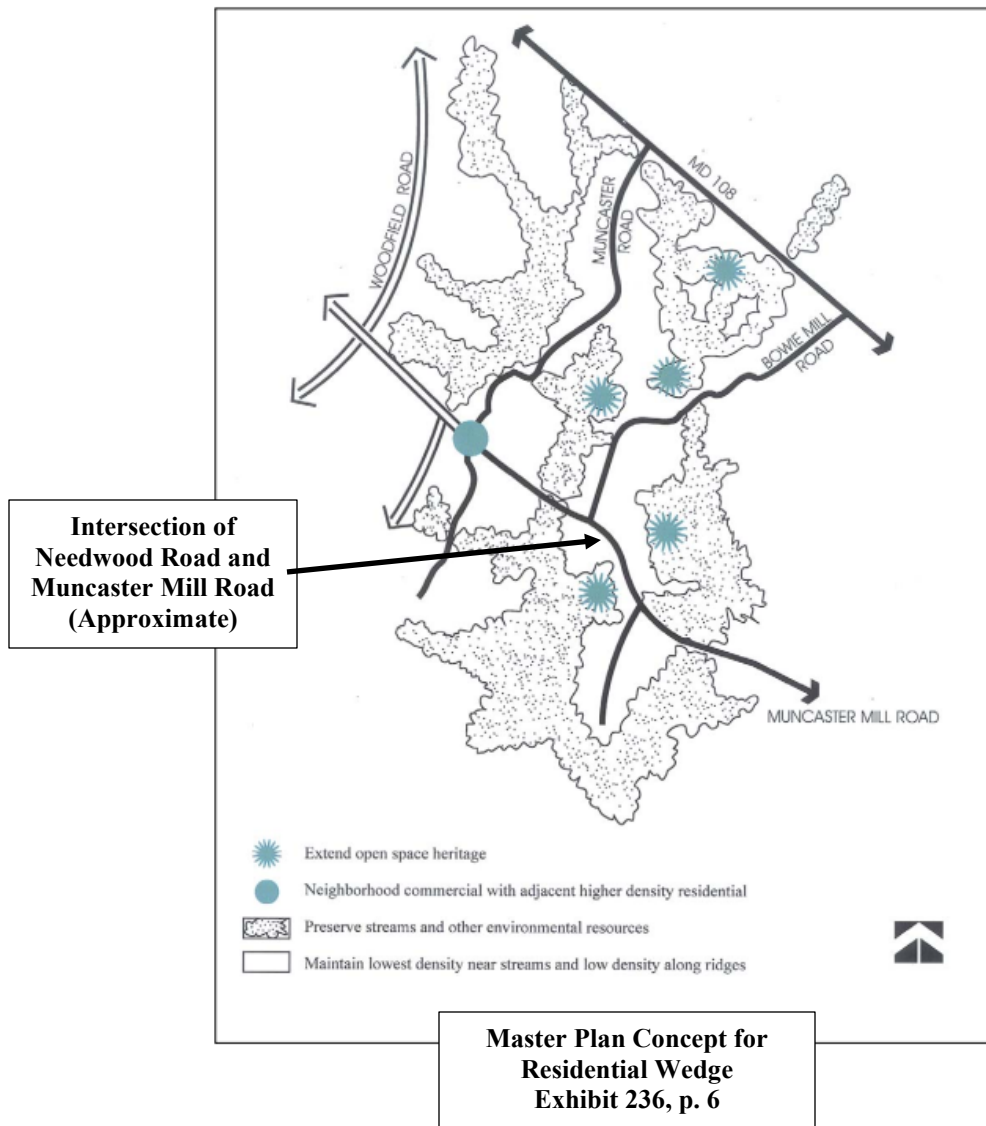 WOODFIELD ROAD
MUNCASTER
ROAD
MD 108
BOWIE MILL
ROAD
Intersection of
Needwood Road and
Muncaster Mill Road
(Approximate)
MUNCASTER MILL ROAD
Extend open space heritage
Neighborhood commercial with adjacent higher density residential
Preserve streams and other environmental resources
Maintain lowest density near streams and low density along ridges
Master Plan Concept for
Residential Wedge
Exhibit 236, p. 6